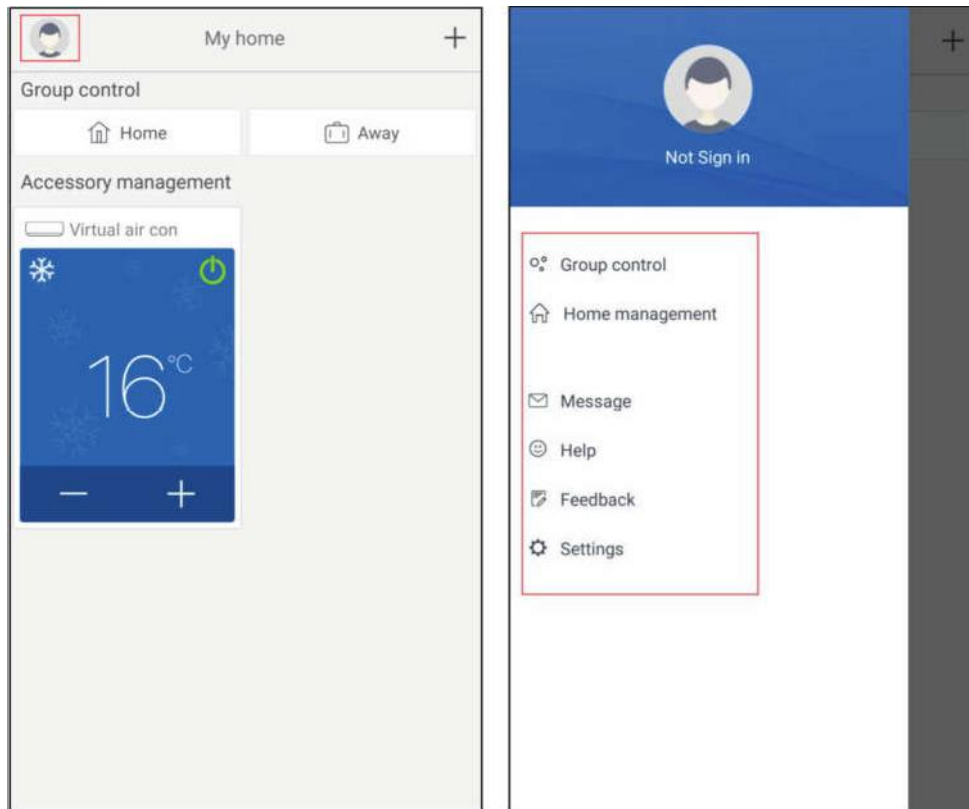 My home
Group control
Home
Away
Accessory management
Virtual air con
16°C
Not Sign in
Group control
Home management
Message
Help
Feedback
Settings